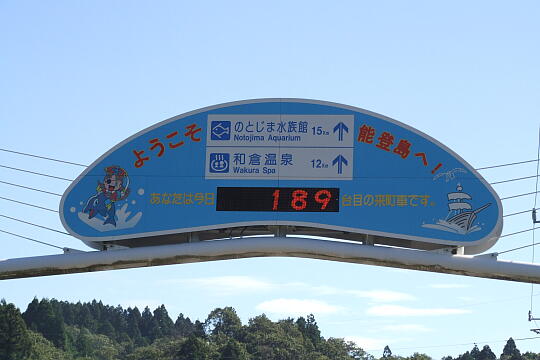 ようこそ 能登島へ!
のとじま水族館 15Km
Notojima Aquarium
和倉温泉 12Km
Wakura Spa
あなたは今日 189 台目の来町車です。